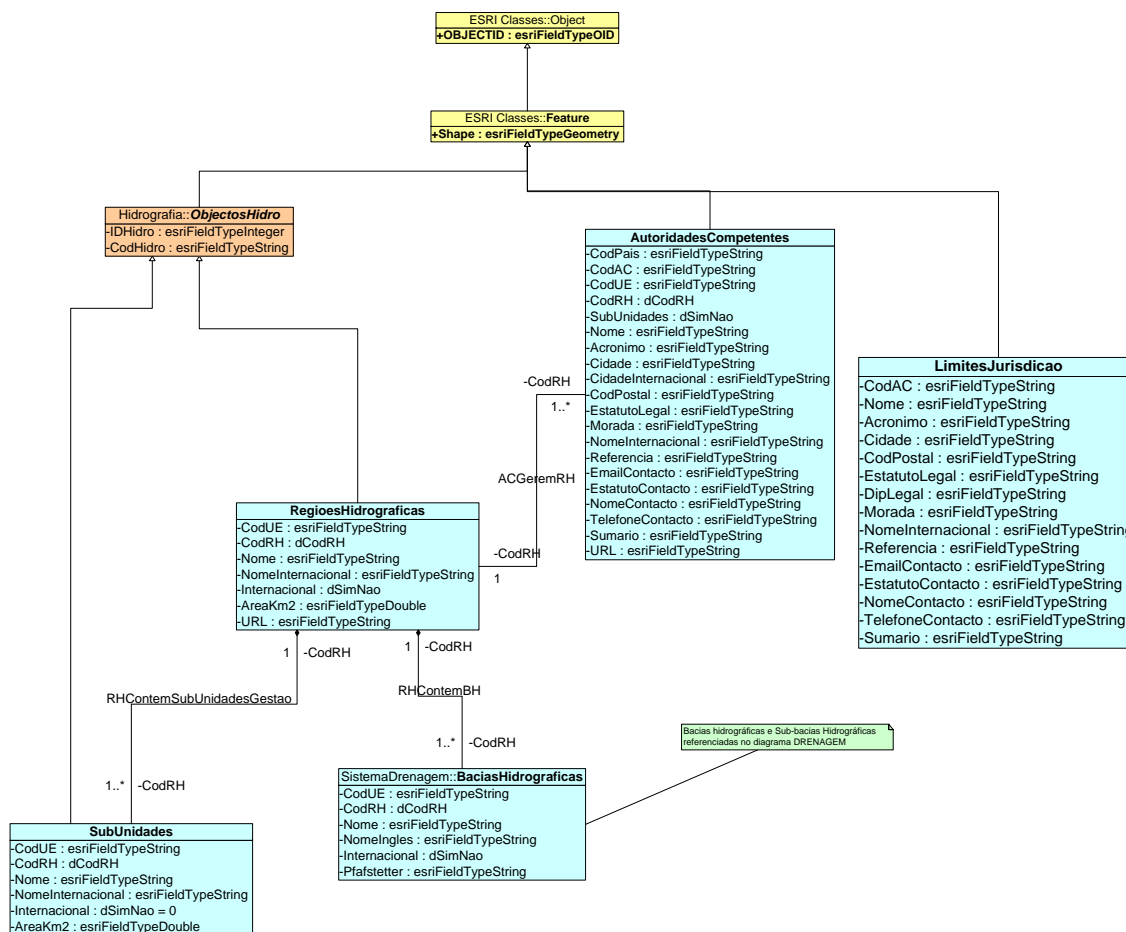 ESRI Classes::Object
+OBJECTID : esriFieldTypeOID
ESRI Classes::Feature
+Shape : esriFieldTypeGeometry
Hidrografia::ObjectosHidro
-IDHidro : esriFieldTypeInteger
-CodHidro : esriFieldTypeString
AutoridadesCompetentes
-CodPais : esriFieldTypeString
-CodAC : esriFieldTypeString
-CodUE : esriFieldTypeString
-CodRH : dCodRH
-SubUnidades : dSimNao
-Nome : esriFieldTypeString
-Acronimo : esriFieldTypeString
-Cidade : esriFieldTypeString
-CidadeInternacional : esriFieldTypeString
-CodPostal : esriFieldTypeString
-EstatutoLegal : esriFieldTypeString
-Morada : esriFieldTypeString
-NomeInternacional : esriFieldTypeString
-Referencia : esriFieldTypeString
-EmailContacto : esriFieldTypeString
-EstatutoContacto : esriFieldTypeString
-NomeContacto : esriFieldTypeString
-TelefoneContacto : esriFieldTypeString
-Sumario : esriFieldTypeString
-URL : esriFieldTypeString
LimitesJurisdicao
-CodAC : esriFieldTypeString
-Nome : esriFieldTypeString
-Acronimo : esriFieldTypeString
-Cidade : esriFieldTypeString
-CodPostal : esriFieldTypeString
-EstatutoLegal : esriFieldTypeString
-DipLegal : esriFieldTypeString
-Morada : esriFieldTypeString
-NomeInternacional : esriFieldTypeString
-Referencia : esriFieldTypeString
-EmailContacto : esriFieldTypeString
-EstatutoContacto : esriFieldTypeString
-NomeContacto : esriFieldTypeString
-TelefoneContacto : esriFieldTypeString
-Sumario : esriFieldTypeString
-CodRH
1..*
ACGeremRH
-CodRH
1
RegioesHidrograficas
-CodUE : esriFieldTypeString
-CodRH : dCodRH
-Nome : esriFieldTypeString
-NomeInternacional : esriFieldTypeString
-Internacional : dSimNao
-AreaKm2 : esriFieldTypeDouble
-URL : esriFieldTypeString
1 -CodRH
1 -CodRH
RHContemSubUnidadesGestao
RHContemBH
1..* -CodRH
1..* -CodRH
Bacias hidrográficas e Sub-bacias Hidrográficas
referenciadas no diagrama DRENAGEM
SistemaDrenagem::BaciasHidrograficas
-CodUE : esriFieldTypeString
-CodRH : dCodRH
-Nome : esriFieldTypeString
-NomeIngles : esriFieldTypeString
-Internacional : dSimNao
-Pfafstetter : esriFieldTypeString
SubUnidades
-CodUE : esriFieldTypeString
-CodRH : dCodRH
-Nome : esriFieldTypeString
-NomeInternacional : esriFieldTypeString
-Internacional : dSimNao = 0
-AreaKm2 : esriFieldTypeDouble